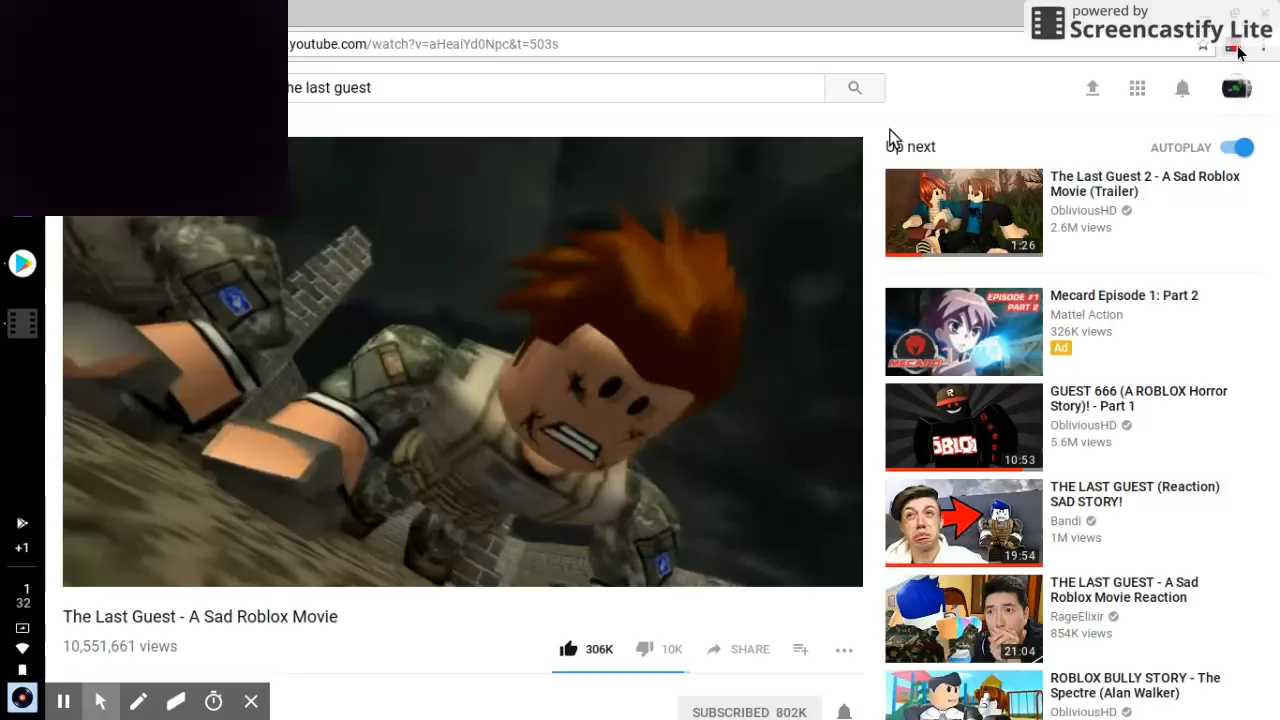 powered by
Screencastify Lite
youtube.com/watch?v=aHeaiYd0Npc&t=503s
he last guest
Up next
AUTOPLAY
The Last Guest 2 - A Sad Roblox
Movie (Trailer)
ObliviousHD
2.6M views
1:26
EPISODE #1
PART 2
MECARD
Mecard Episode 1: Part 2
Mattel Action
326K views
Ad
GUEST 666 (A ROBLOX Horror
Story)! - Part 1
ObliviousHD
5.6M views
10:53
THE LAST GUEST (Reaction)
SAD STORY!
Bandi
1M views
19:54
THE LAST GUEST - A Sad
Roblox Movie Reaction
RageElixir
854K views
21:04
ROBLOX BULLY STORY - The
Spectre (Alan Walker)
ObliviousHD
The Last Guest - A Sad Roblox Movie
10,551,661 views
306K
10K
SHARE
SUBSCRIBED 802K
+1
1
32